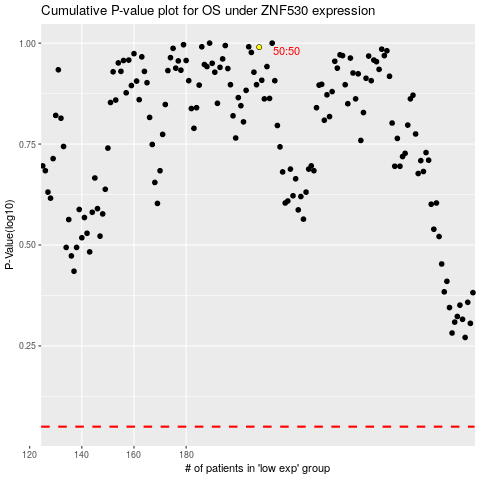 Cumulative P-value plot for OS under ZNF530 expression
P-Value(log10)
1.00
0.75
0.50
0.25
50:50
120 140 160 180
# of patients in 'low exp' group